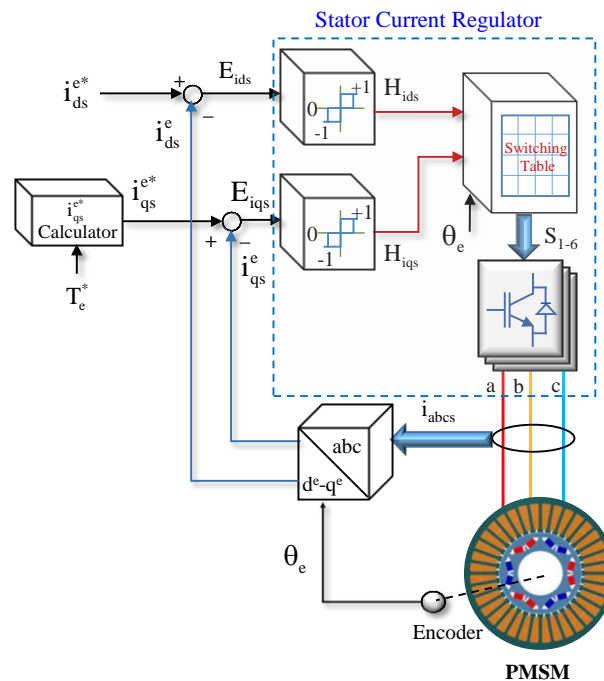 Stator Current Regulator
i_ds^e*
+
−
E_ids
i_ds^e
+1
0
-1
H_ids
Switching
Table
i_qs^e*
Calculator
i_qs^e*
T_e^*
+
−
E_iqs
i_qs^e
+1
0
-1
H_iqs
θ_e
S_1-6
a
b
c
i_abcs
abc
d^e-q^e
θ_e
Encoder
PMSM